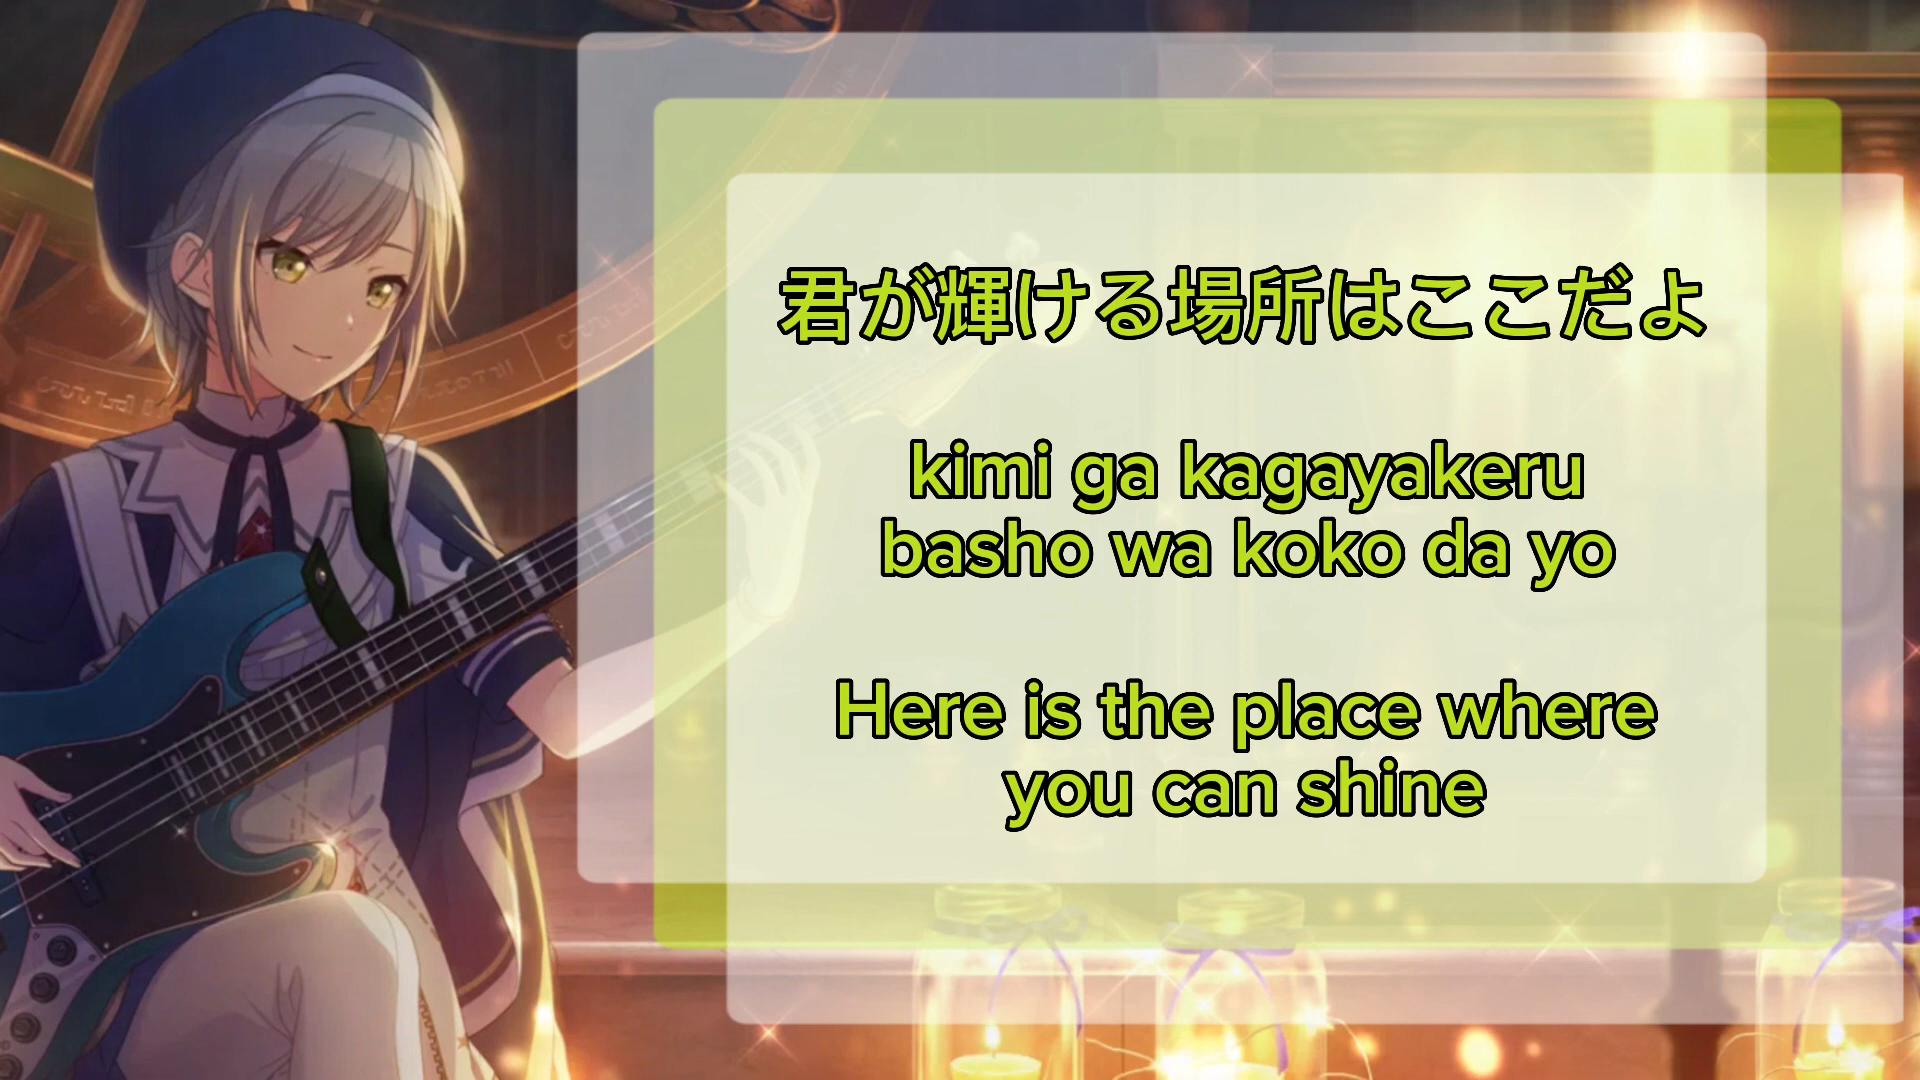 君が輝ける場所はここだよ
kimi ga kagayakeru
basho wa koko da yo
Here is the place where
you can shine